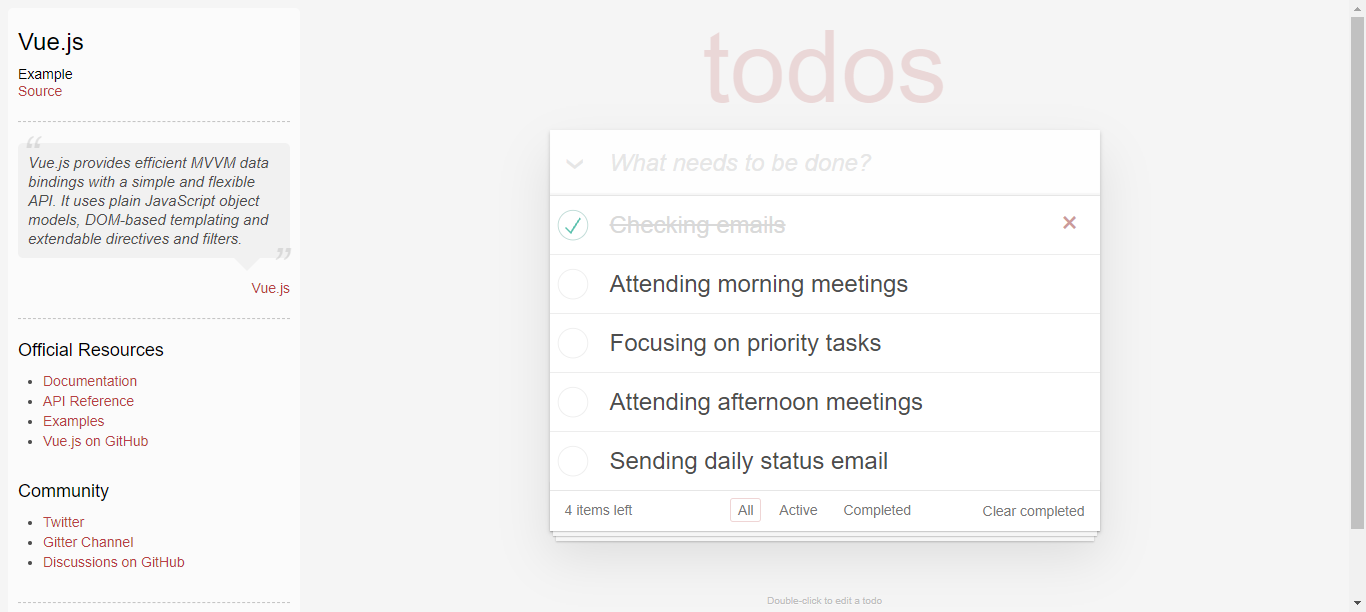 Vue.js
Example
Source
“
Vue.js provides efficient MVVM data
bindings with a simple and flexible
API. It uses plain JavaScript object
models, DOM-based templating and
extendable directives and filters.
”
Vue.js
Official Resources
Documentation
API Reference
Examples
Vue.js on GitHub
Community
Twitter
Gitter Channel
Discussions on GitHub
todos
What needs to be done?
Checking emails
Attending morning meetings
Focusing on priority tasks
Attending afternoon meetings
Sending daily status email
4 items left All Active Completed Clear completed
Double-click to edit a todo